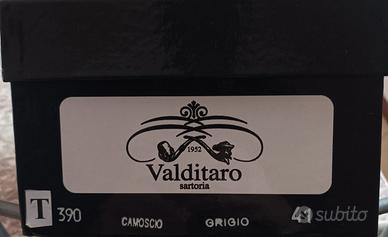 1952
Valditaro
sartoria
T 390 CAMOSCIO GRIGIO
subito